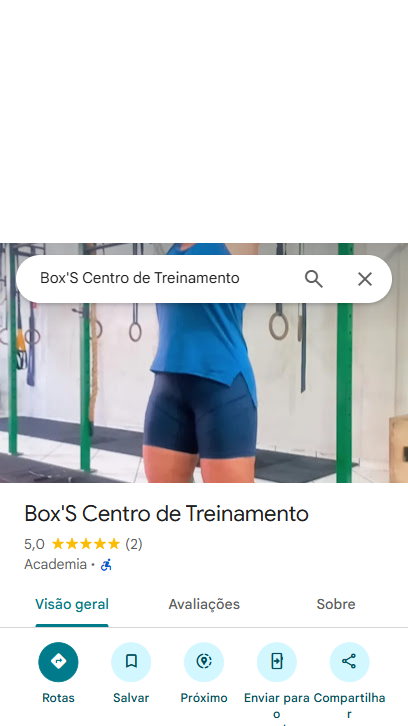 Box'S Centro de Treinamento
Box'S Centro de Treinamento
5,0 (2)
Academia ·
Visão geral Avaliações Sobre
Rotas Salvar Próximo Enviar para o Compartilhar